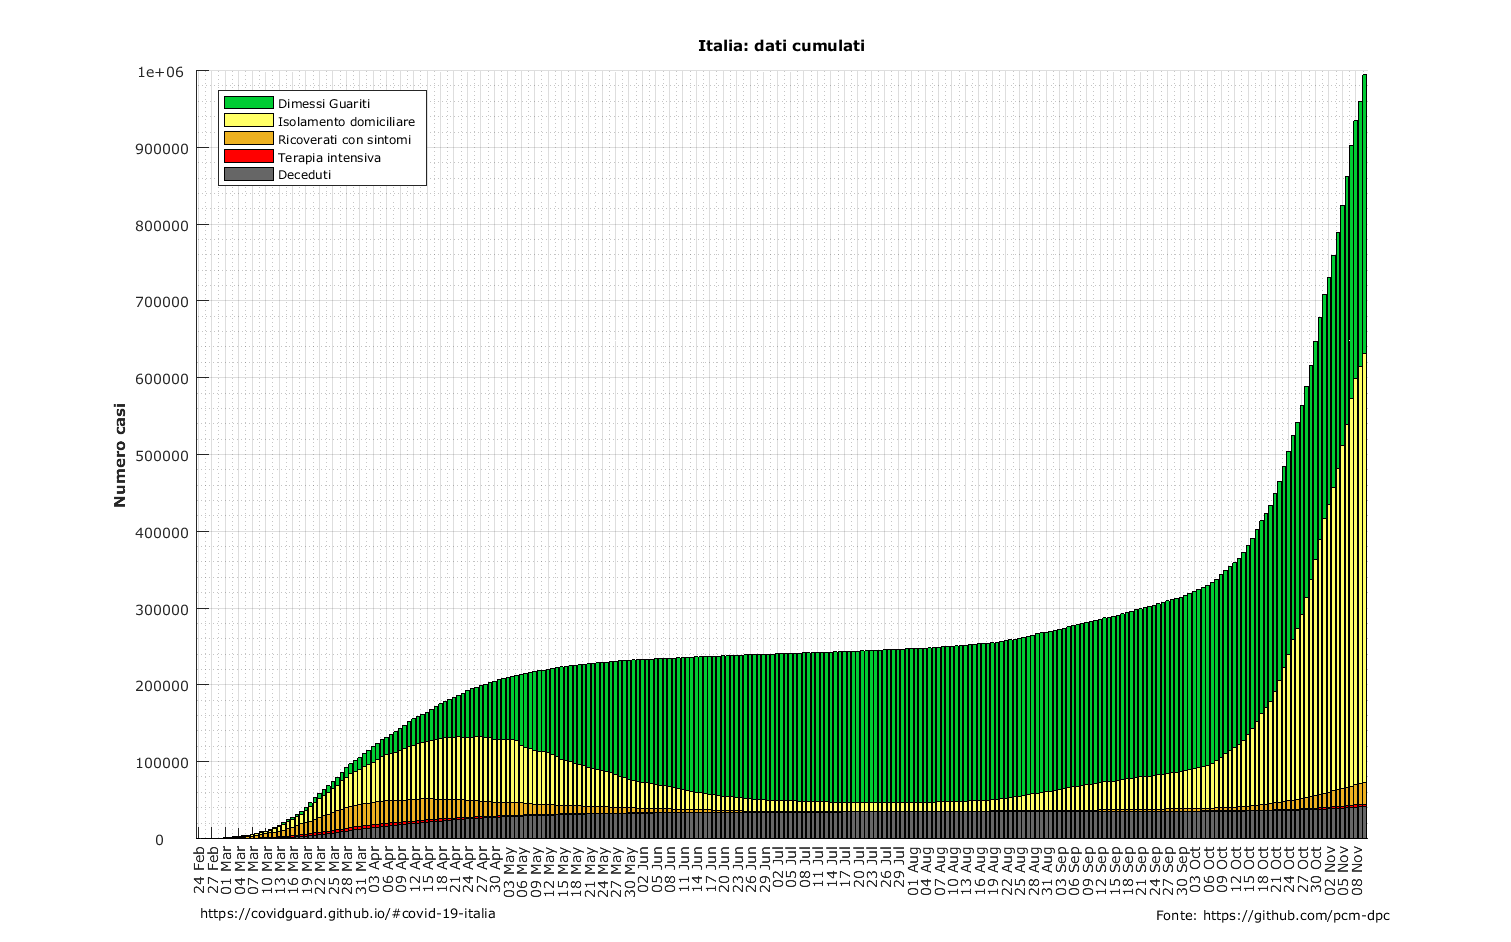 Italia: dati cumulati
1e+06
900000
800000
700000
600000
500000
400000
300000
200000
100000
0
Numero casi
Dimessi Guariti
Isolamento domiciliare
Ricoverati con sintomi
Terapia intensiva
Deceduti
24 Feb
27 Feb
01 Mar
04 Mar
07 Mar
10 Mar
13 Mar
16 Mar
19 Mar
22 Mar
25 Mar
28 Mar
31 Mar
03 Apr
06 Apr
09 Apr
12 Apr
15 Apr
18 Apr
21 Apr
24 Apr
27 Apr
30 Apr
03 May
06 May
09 May
12 May
15 May
18 May
21 May
24 May
27 May
30 May
02 Jun
05 Jun
08 Jun
11 Jun
14 Jun
17 Jun
20 Jun
23 Jun
26 Jun
29 Jun
02 Jul
05 Jul
08 Jul
11 Jul
14 Jul
17 Jul
20 Jul
23 Jul
26 Jul
29 Jul
01 Aug
04 Aug
07 Aug
10 Aug
13 Aug
16 Aug
19 Aug
22 Aug
25 Aug
28 Aug
31 Aug
03 Sep
06 Sep
09 Sep
12 Sep
15 Sep
18 Sep
21 Sep
24 Sep
27 Sep
30 Sep
03 Oct
06 Oct
09 Oct
12 Oct
15 Oct
18 Oct
21 Oct
24 Oct
27 Oct
30 Oct
02 Nov
05 Nov
08 Nov
https://covidguard.github.io/#covid-19-italia
Fonte: https://github.com/pcm-dpc